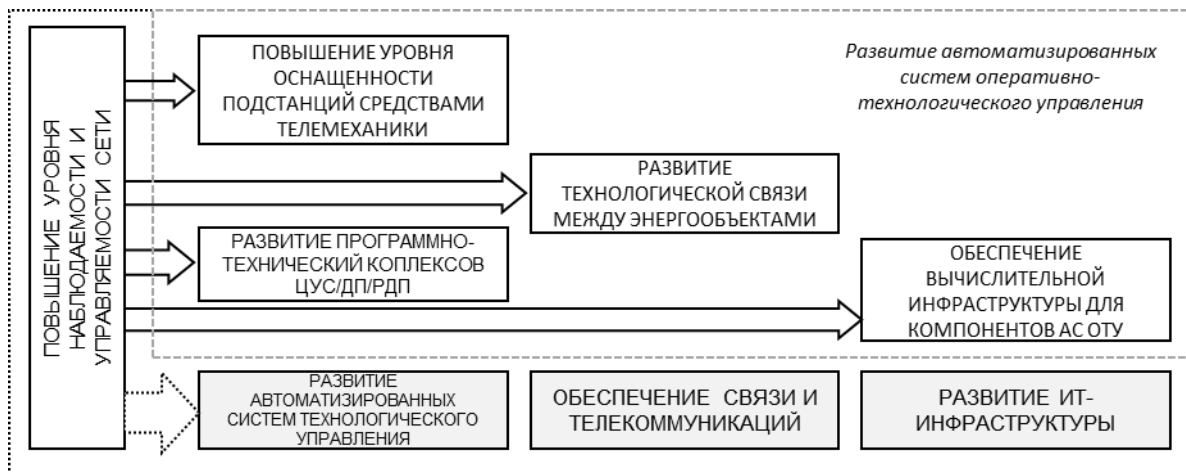 ПОВЫШЕНИЕ УРОВНЯ
НАБЛЮДАЕМОСТИ И
УПРАВЛЯЕМОСТИ СЕТИ
ПОВЫШЕНИЕ УРОВНЯ
ОСНАЩЕННОСТИ
ПОДСТАНЦИЙ СРЕДСТВАМИ
ТЕЛЕМЕХАНИКИ
Развитие автоматизированных
систем оперативно-
технологического управления
РАЗВИТИЕ
ТЕХНОЛОГИЧЕСКОЙ СВЯЗИ
МЕЖДУ ЭНЕРГООБЪЕКТАМИ
РАЗВИТИЕ ПРОГРАММНО-
ТЕХНИЧЕСКИЙ КОПЛЕКСОВ
ЦУС/ДП/РДП
ОБЕСПЕЧЕНИЕ
ВЫЧИСЛИТЕЛЬНОЙ
ИНФРАСТРУКТУРЫ ДЛЯ
КОМПОНЕНТОВ АС ОТУ
РАЗВИТИЕ
АВТОМАТИЗИРОВАННЫХ
СИСТЕМ ТЕХНОЛОГИЧЕСКОГО
УПРАВЛЕНИЯ
ОБЕСПЕЧЕНИЕ СВЯЗИ И
ТЕЛЕКОММУНИКАЦИЙ
РАЗВИТИЕ ИТ-
ИНФРАСТРУКТУРЫ